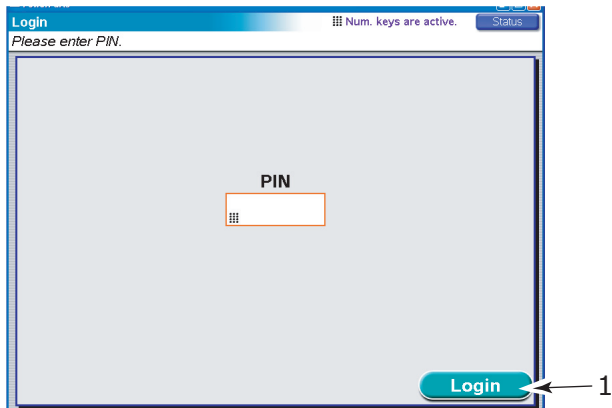 Login
Num. keys are active.
Status
Please enter PIN.
PIN
Login
1